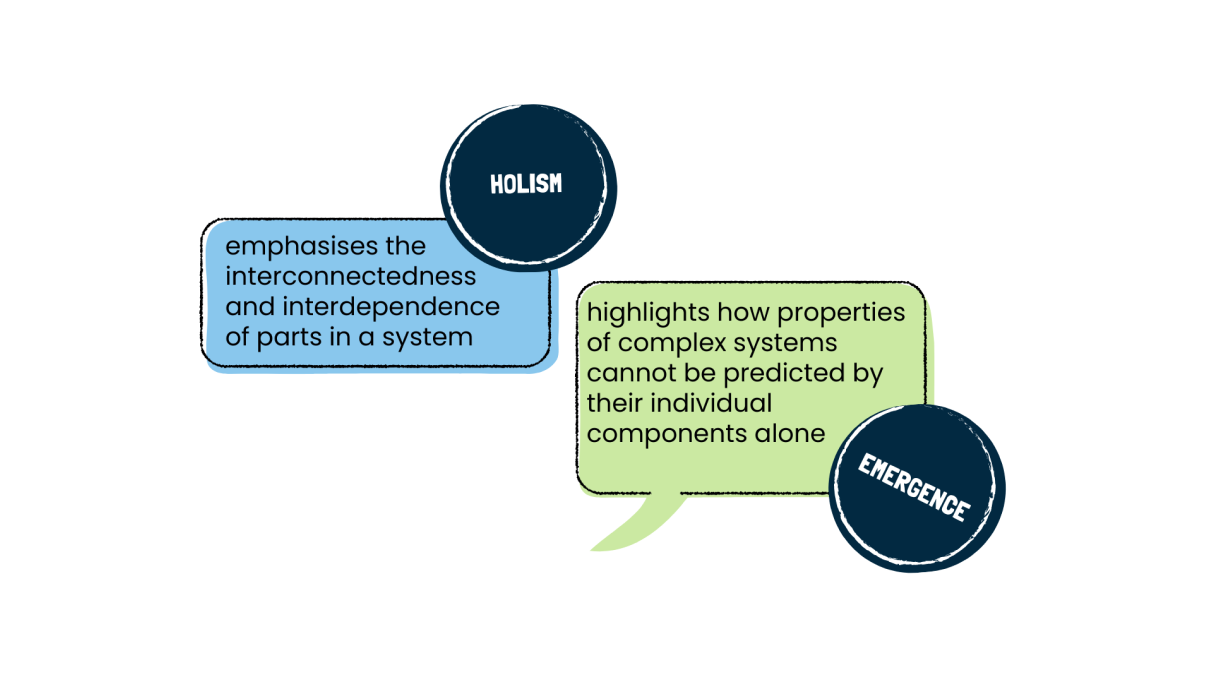 HOLISM
emphasises the
interconnectedness
and interdependence
of parts in a system
highlights how properties
of complex systems
cannot be predicted by
their individual
components alone
EMERGENCE